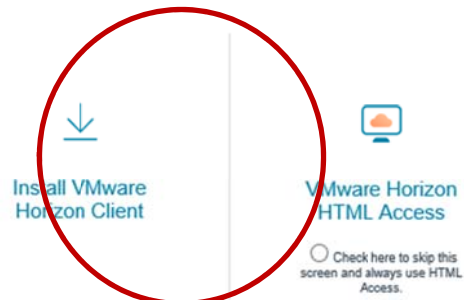 Install VMware
Horizon Client
VMware Horizon
HTML Access
Check here to skip this
screen and always use HTML
Access.